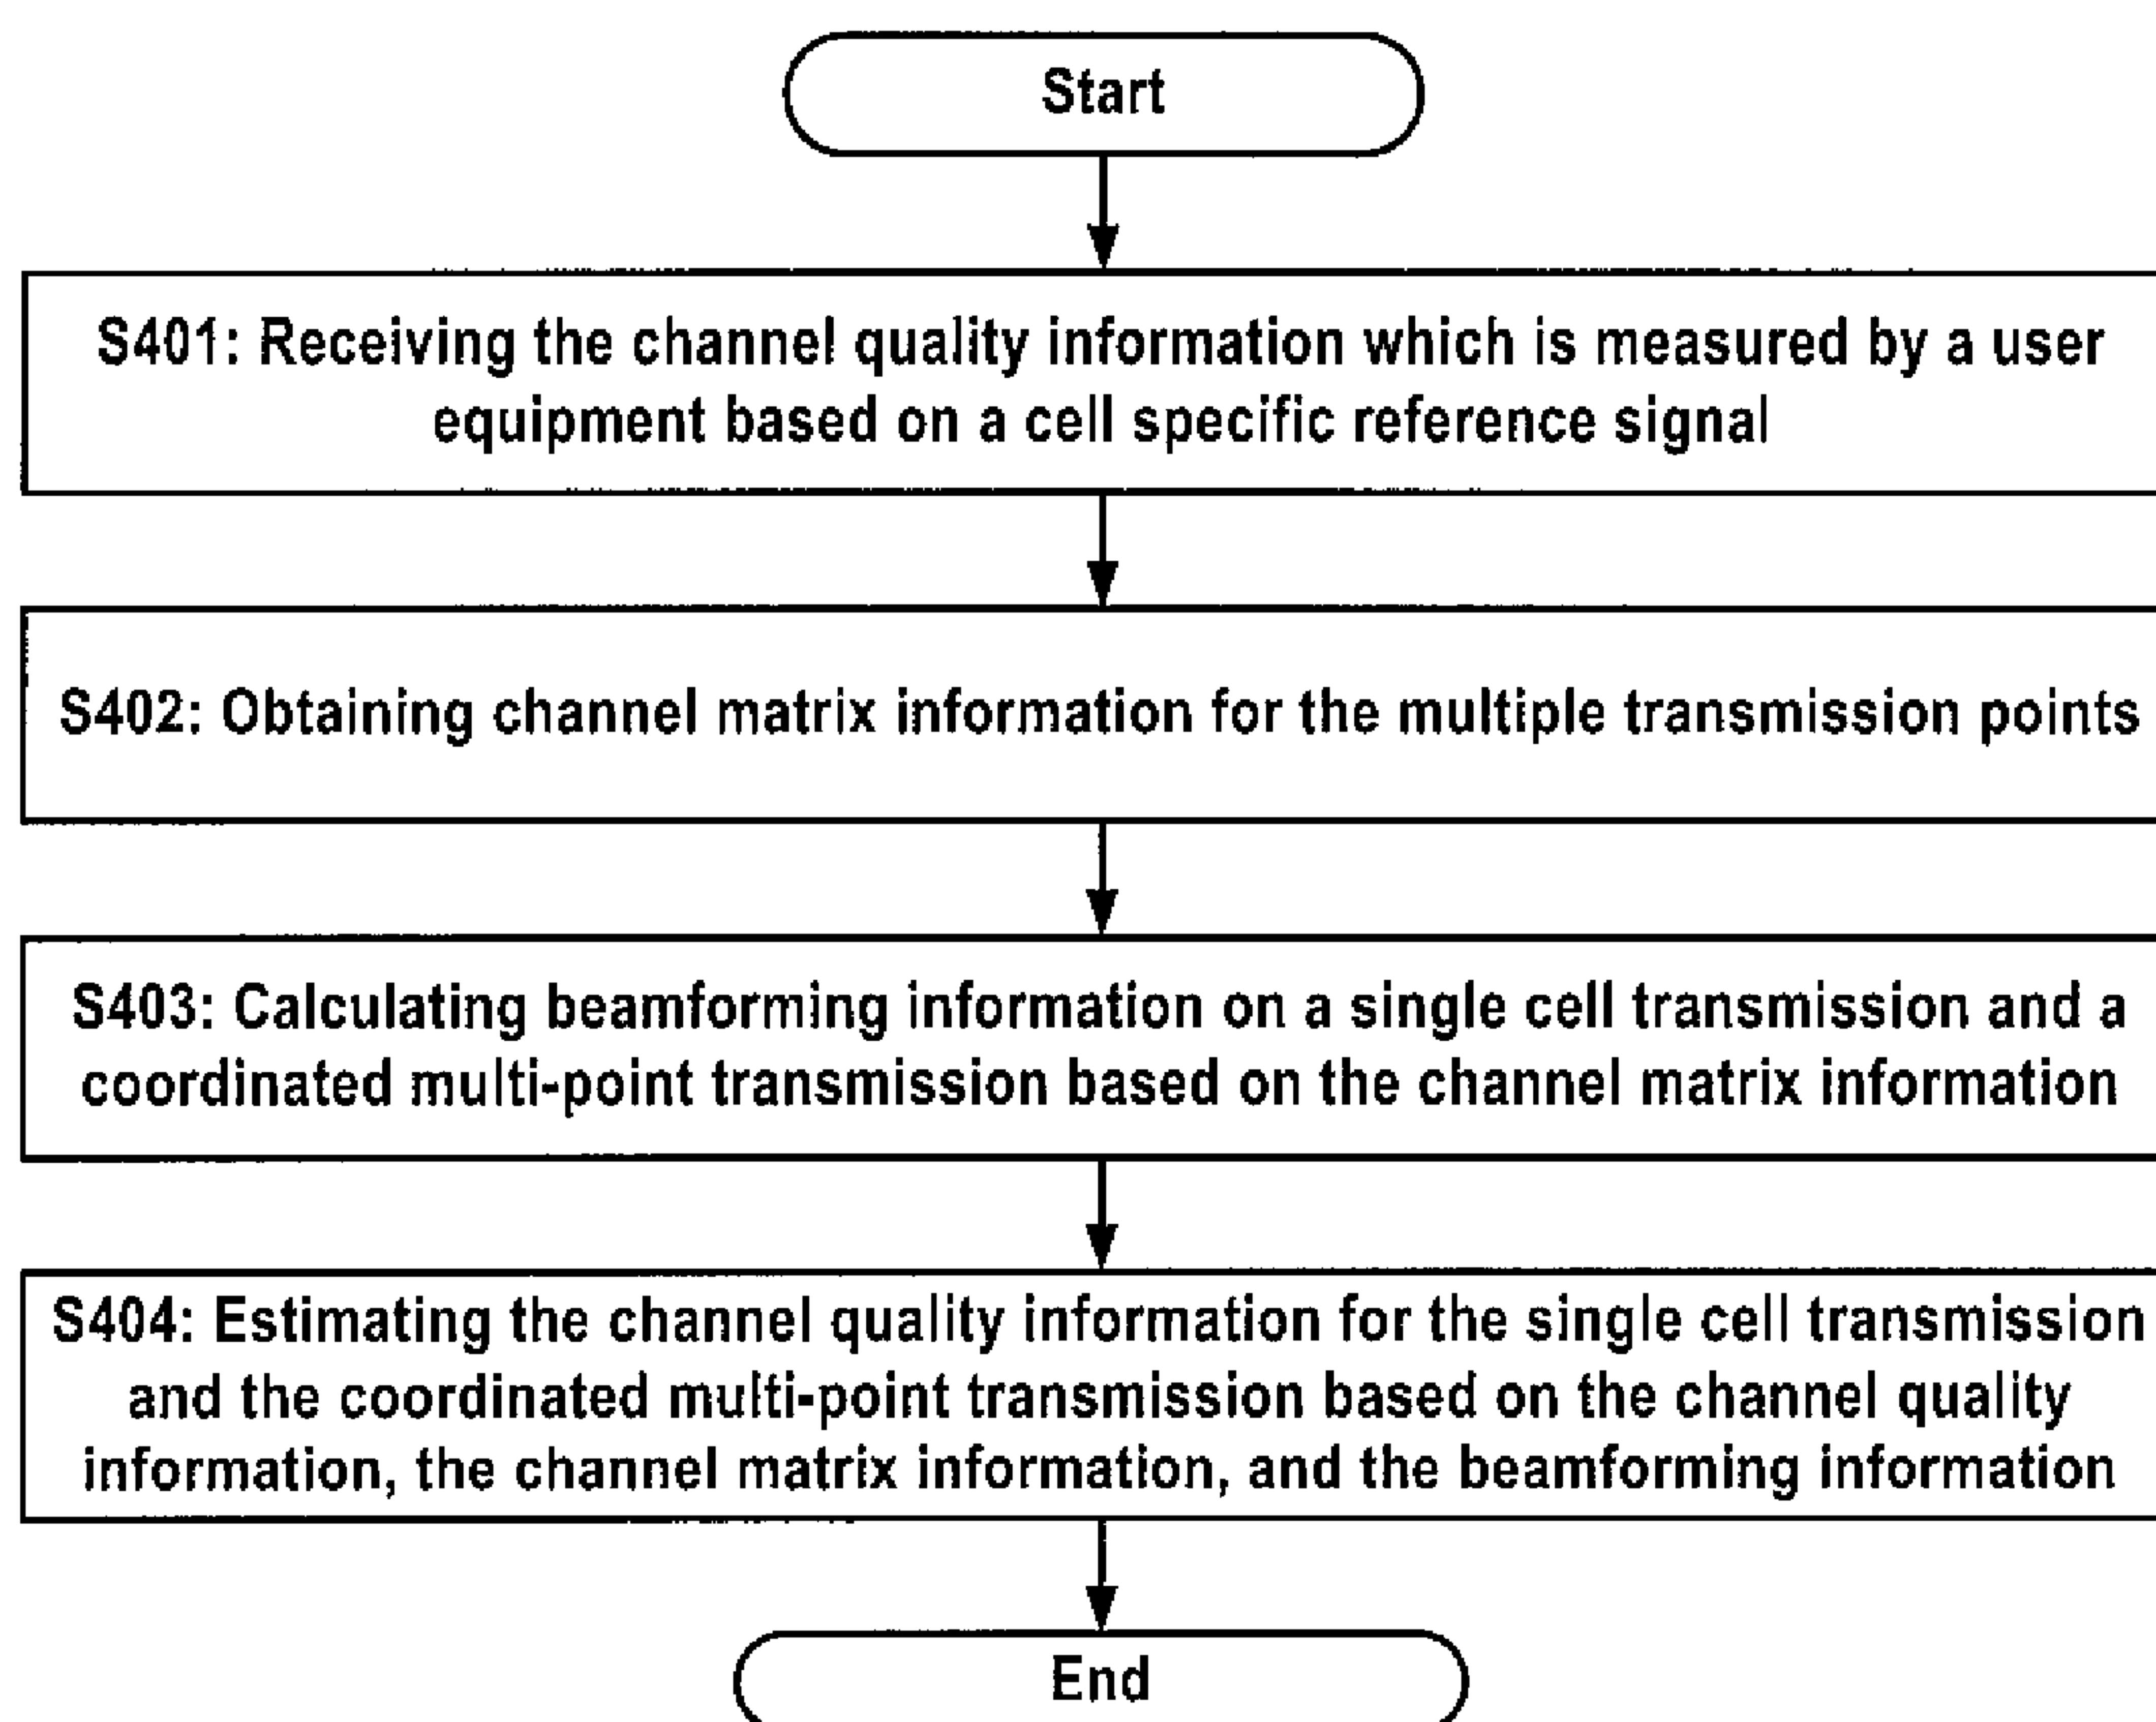 Start
S401: Receiving the channel quality information which is measured by a user
equipment based on a cell specific reference signal
S402: Obtaining channel matrix information for the multiple transmission points
S403: Calculating beamforming information on a single cell transmission and a
coordinated multi-point transmission based on the channel matrix information
S404: Estimating the channel quality information for the single cell transmission
and the coordinated multi-point transmission based on the channel quality
information, the channel matrix information, and the beamforming information
End